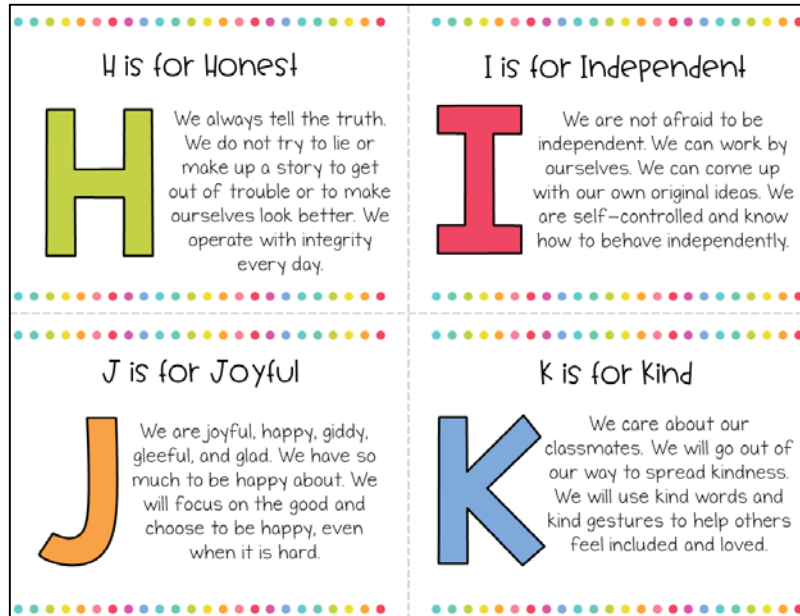 H is for Honest
H
We always tell the truth.
We do not try to lie or
make up a story to get
out of trouble or to make
ourselves look better. We
operate with integrity
every day.
I is for Independent
I
We are not afraid to be
independent. We can work by
ourselves. We can come up
with our own original ideas. We
are self-controlled and know
how to behave independently.
J is for Joyful
J
We are joyful, happy, giddy,
gleeful, and glad. We have so
much to be happy about. We
will focus on the good and
choose to be happy, even
when it is hard.
K is for Kind
K
We care about our
classmates. We will go out of
our way to spread kindness.
We will use kind words and
kind gestures to help others
feel included and loved.